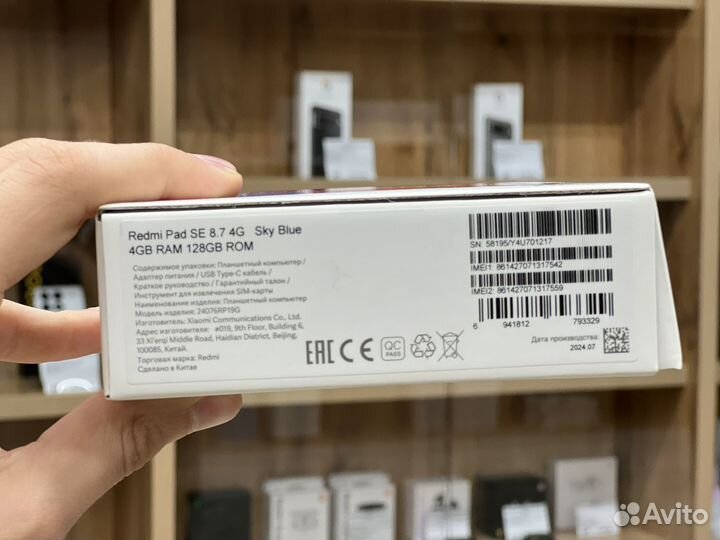 Redmi Pad SE 8.7 4G Sky Blue
4GB RAM 128GB ROM
Содержимое упаковки: Планшетный компьютер /
Адаптер питания / USB Type-C кабель /
Краткое руководство / Гарантийный талон /
Инструмент для извлечения SIM-карты
Наименование изделия: Планшетный компьютер
Модель изделия: 24076RP19G
Изготовитель: Xiaomi Communications Co., Ltd.
Адрес изготовителя: #019, 9th Floor, Building 6,
33 Xi'erqi Middle Road, Haidian District, Beijing,
100085, Китай.
Торговая марка: Redmi
Сделано в Китае
EAC CE
QC
PASS
SN: 58195/Y4U701217
IMEI1: 861427071317542
IMEI2: 861427071317559
6 941812 793329
Дата производства:
2024.07
Avito